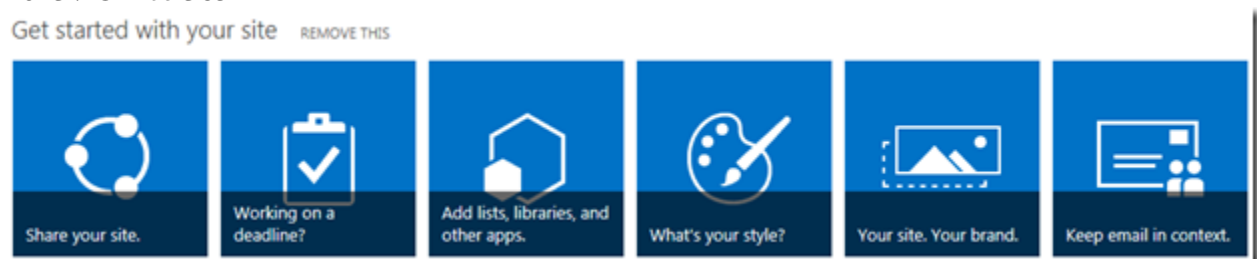 Get started with your site REMOVE THIS
Share your site.
Working on a
deadline?
Add lists, libraries, and
other apps.
What's your style?
Your site. Your brand.
Keep email in context.